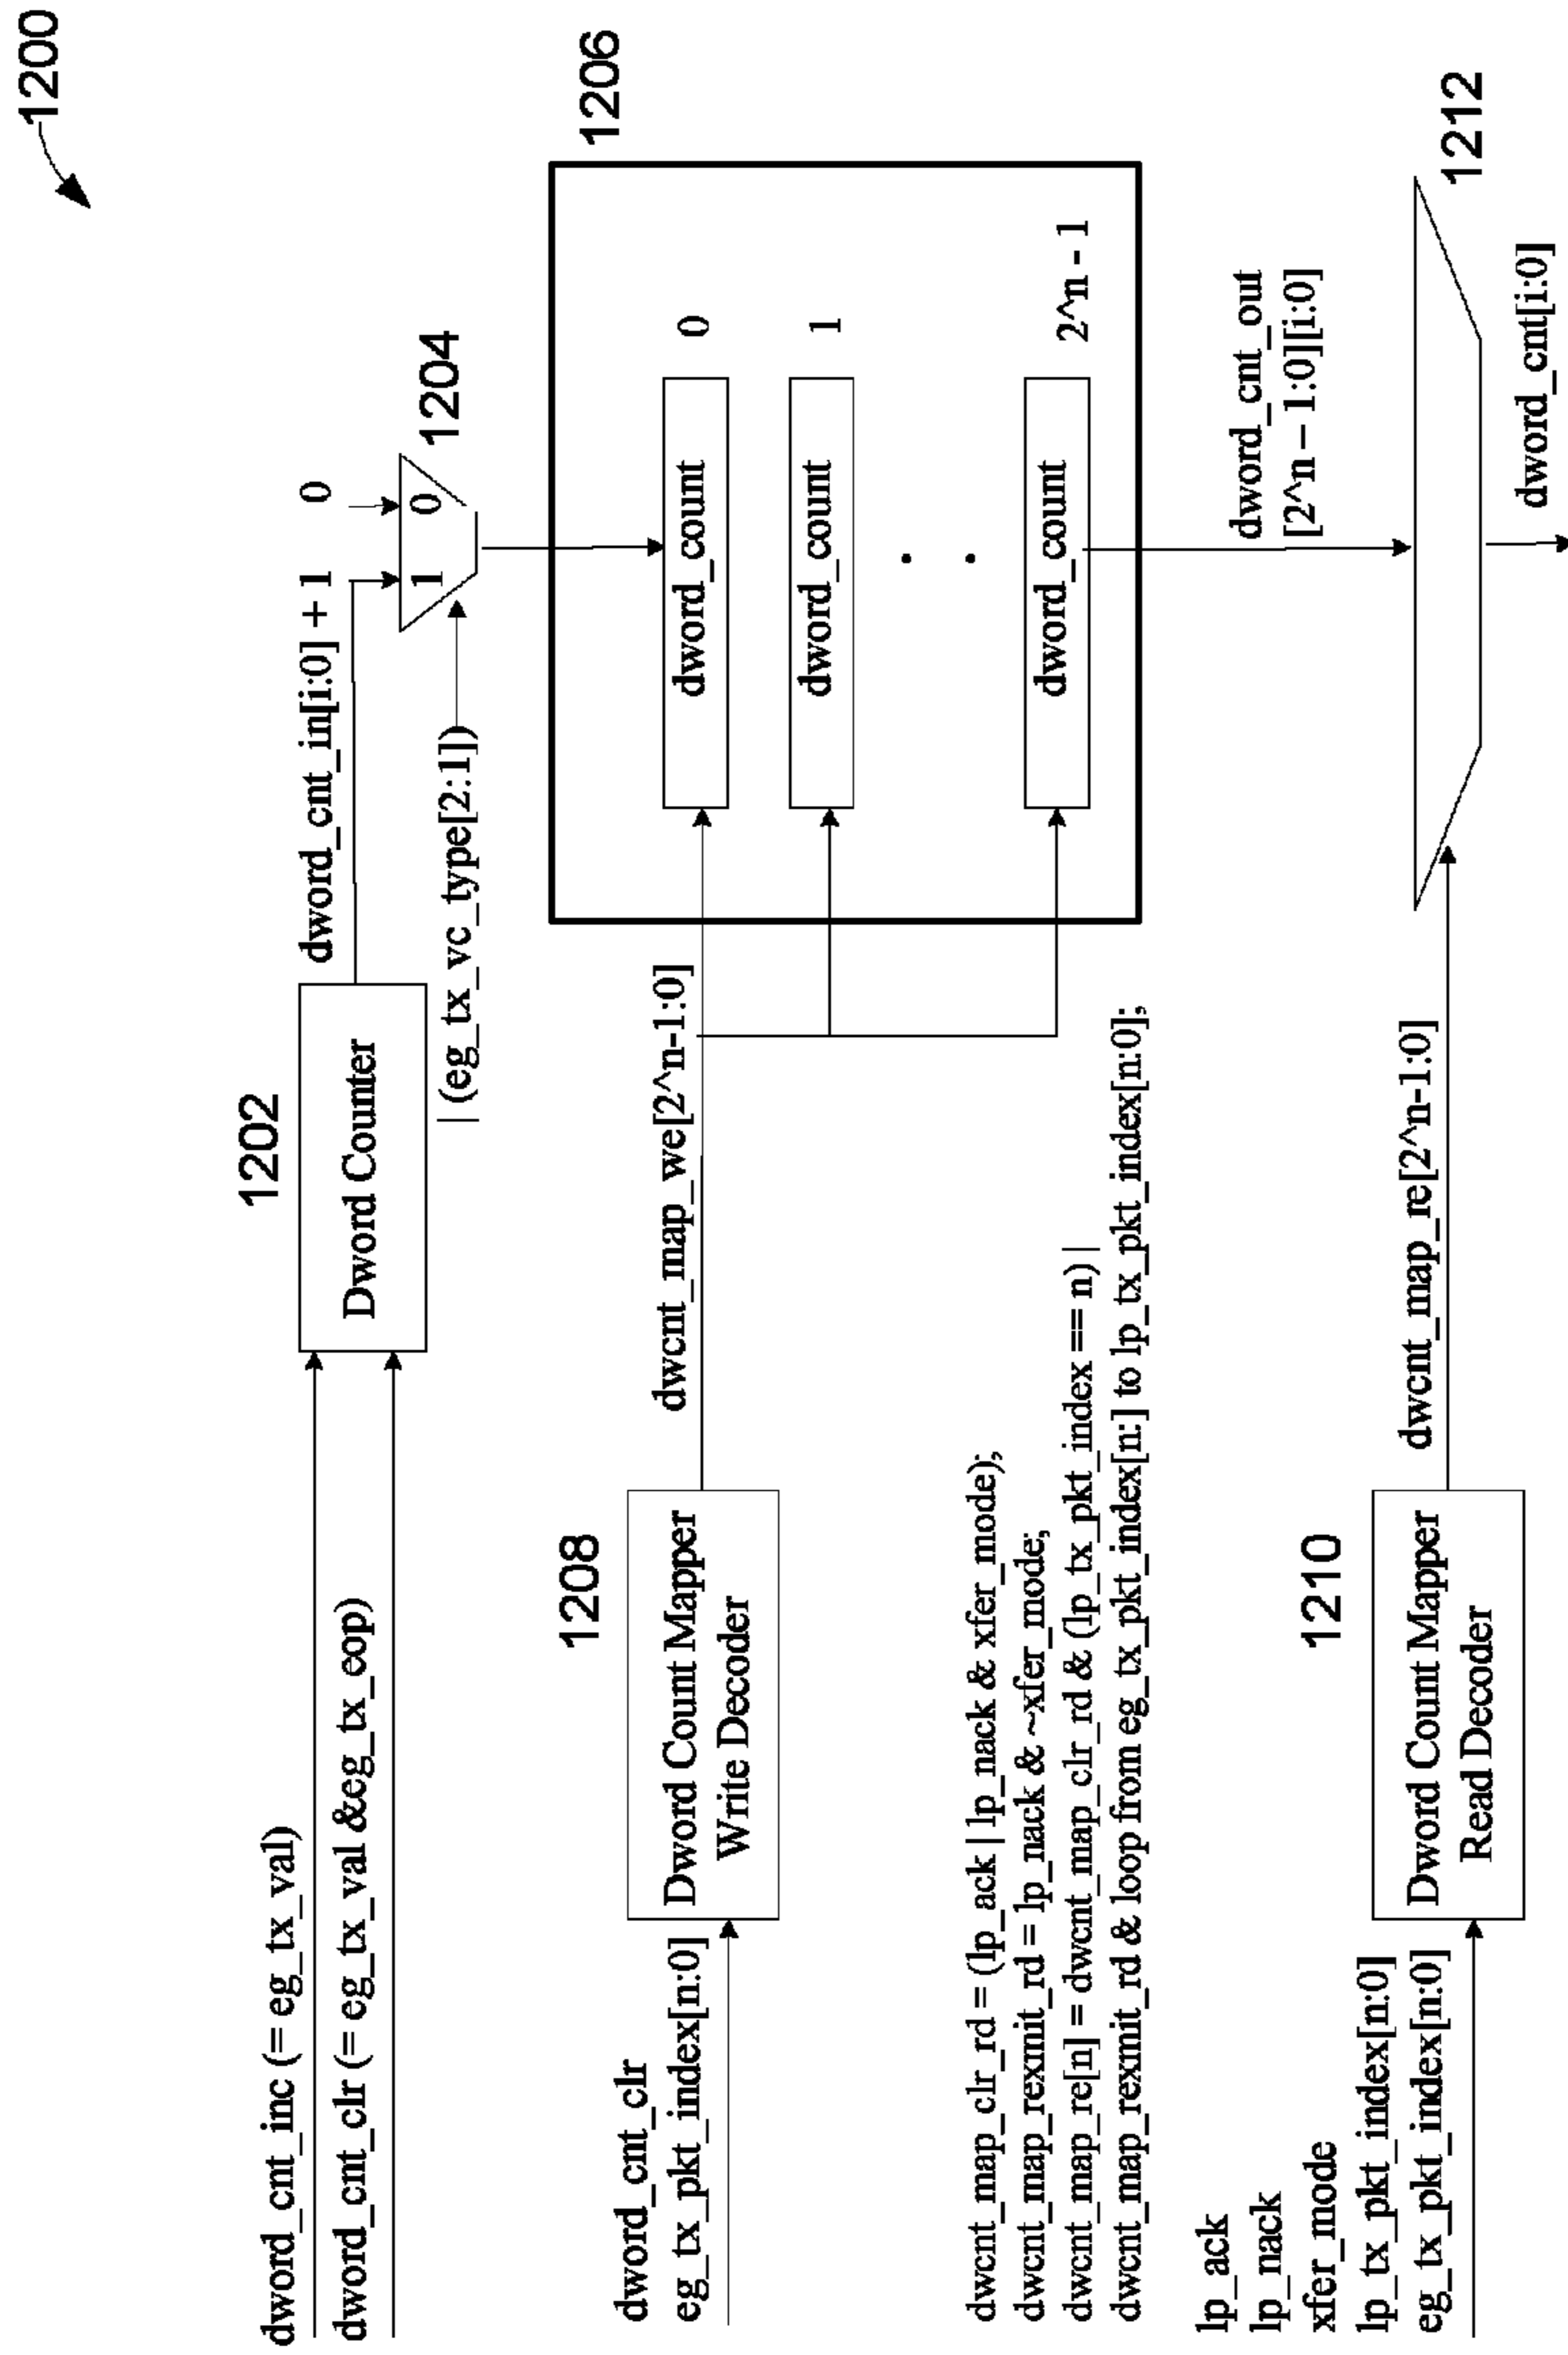 1200
dword_cnt_inc (= eg_tx_val)
dword_cnt_clr (= eg_tx_val &eg_tx_eop)
1202
Dword Counter
dword_cnt_in[i:0] + 1
0
| (eg_tx_vc_type[2:1])
1
0
1204
dword_cnt_clr
eg_tx_pkt_index[n:0]
1208
Dword Count Mapper
Write Decoder
dwcnt_map_we[2^n-1:0]
1206
dword_count
0
dword_count
1
.
.
dword_count
2^n - 1
dwcnt_map_clr_rd = (lp_ack | lp_nack & xfer_mode);
dwcnt_map_rexmit_rd = lp_nack & ~xfer_mode;
dwcnt_map_re[n] = dwcnt_map_clr_rd & (lp_tx_pkt_index == n) |
dwcnt_map_rexmit_rd & loop from eg_tx_pkt_index[n:] to lp_tx_pkt_index[n:0];
dword_cnt_out
[2^n – 1:0][i:0]
lp_ack
lp_nack
xfer_mode
lp_tx_pkt_index[n:0]
eg_tx_pkt_index[n:0]
1210
Dword Count Mapper
Read Decoder
dwcnt_map_re[2^n-1:0]
1212
dword_cnt[i:0]